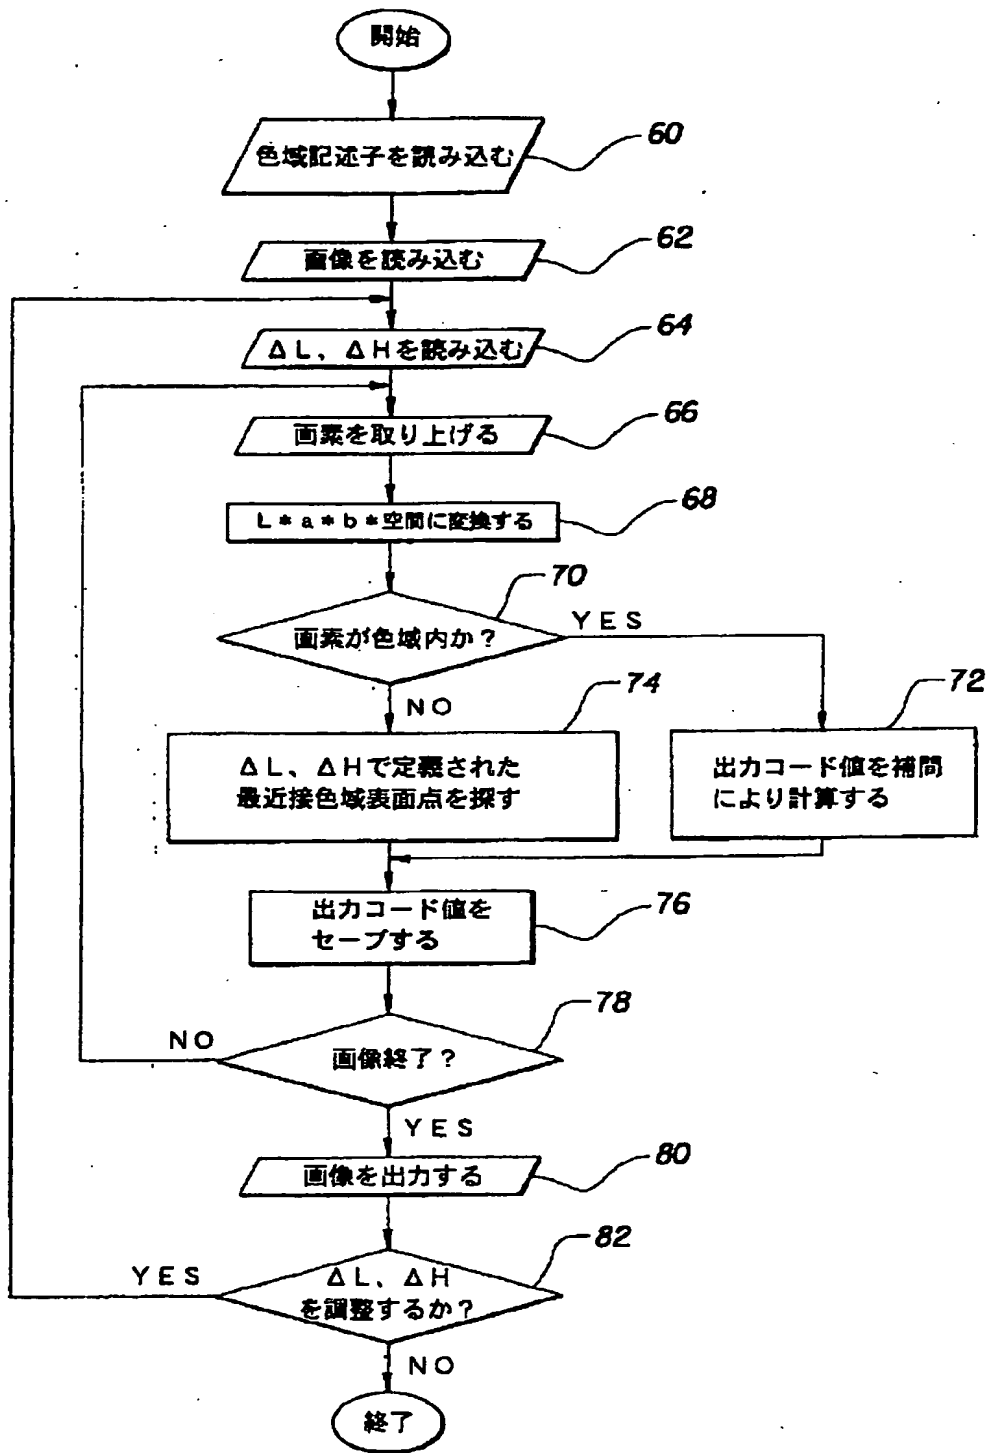 開始
色域記述子を読み込む
60
画像を読み込む
62
ΔL、ΔHを読み込む
64
画素を取り上げる
66
L*a*b*空間に変換する
68
70
画素が色域内か?
YES
NO
74
72
ΔL、ΔHで定義された
最近接色域表面点を探す
出力コード値を補間
により計算する
出力コード値を
セーブする
76
78
NO
画像終了?
YES
画像を出力する
80
82
YES
ΔL、ΔH
を調整するか?
NO
終了